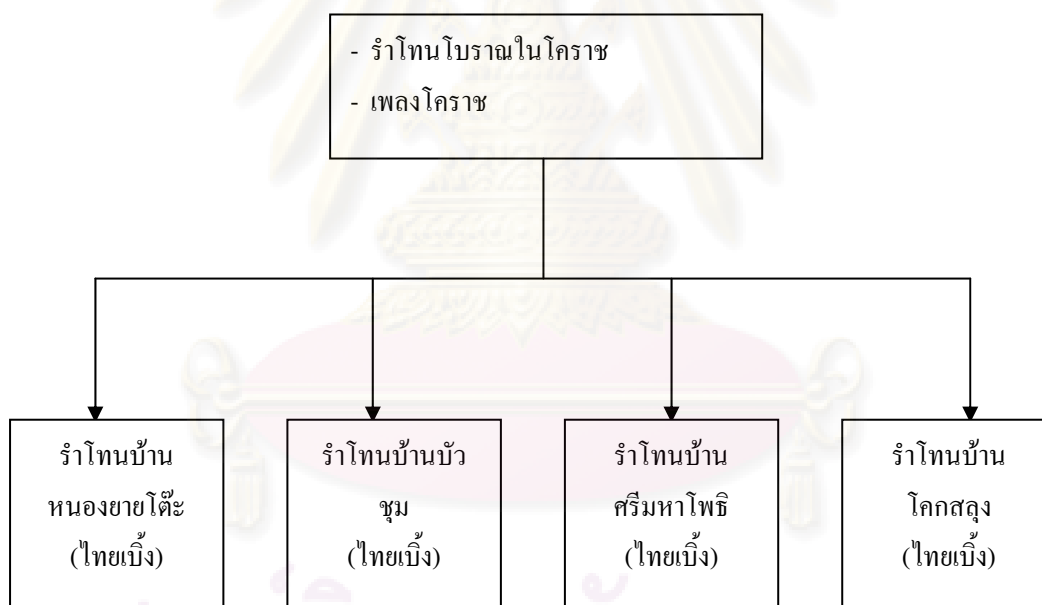 - รำโทนโบราณในโคราช
- เพลงโคราช
รำโทนบ้าน
หนองยายโต๊ะ
(ไทยเบิ้ง)
รำโทนบ้านบัว
ชุม
(ไทยเบิ้ง)
รำโทนบ้าน
ศรีมหาโพธิ
(ไทยเบิ้ง)
รำโทนบ้าน
โคกสลุง
(ไทยเบิ้ง)